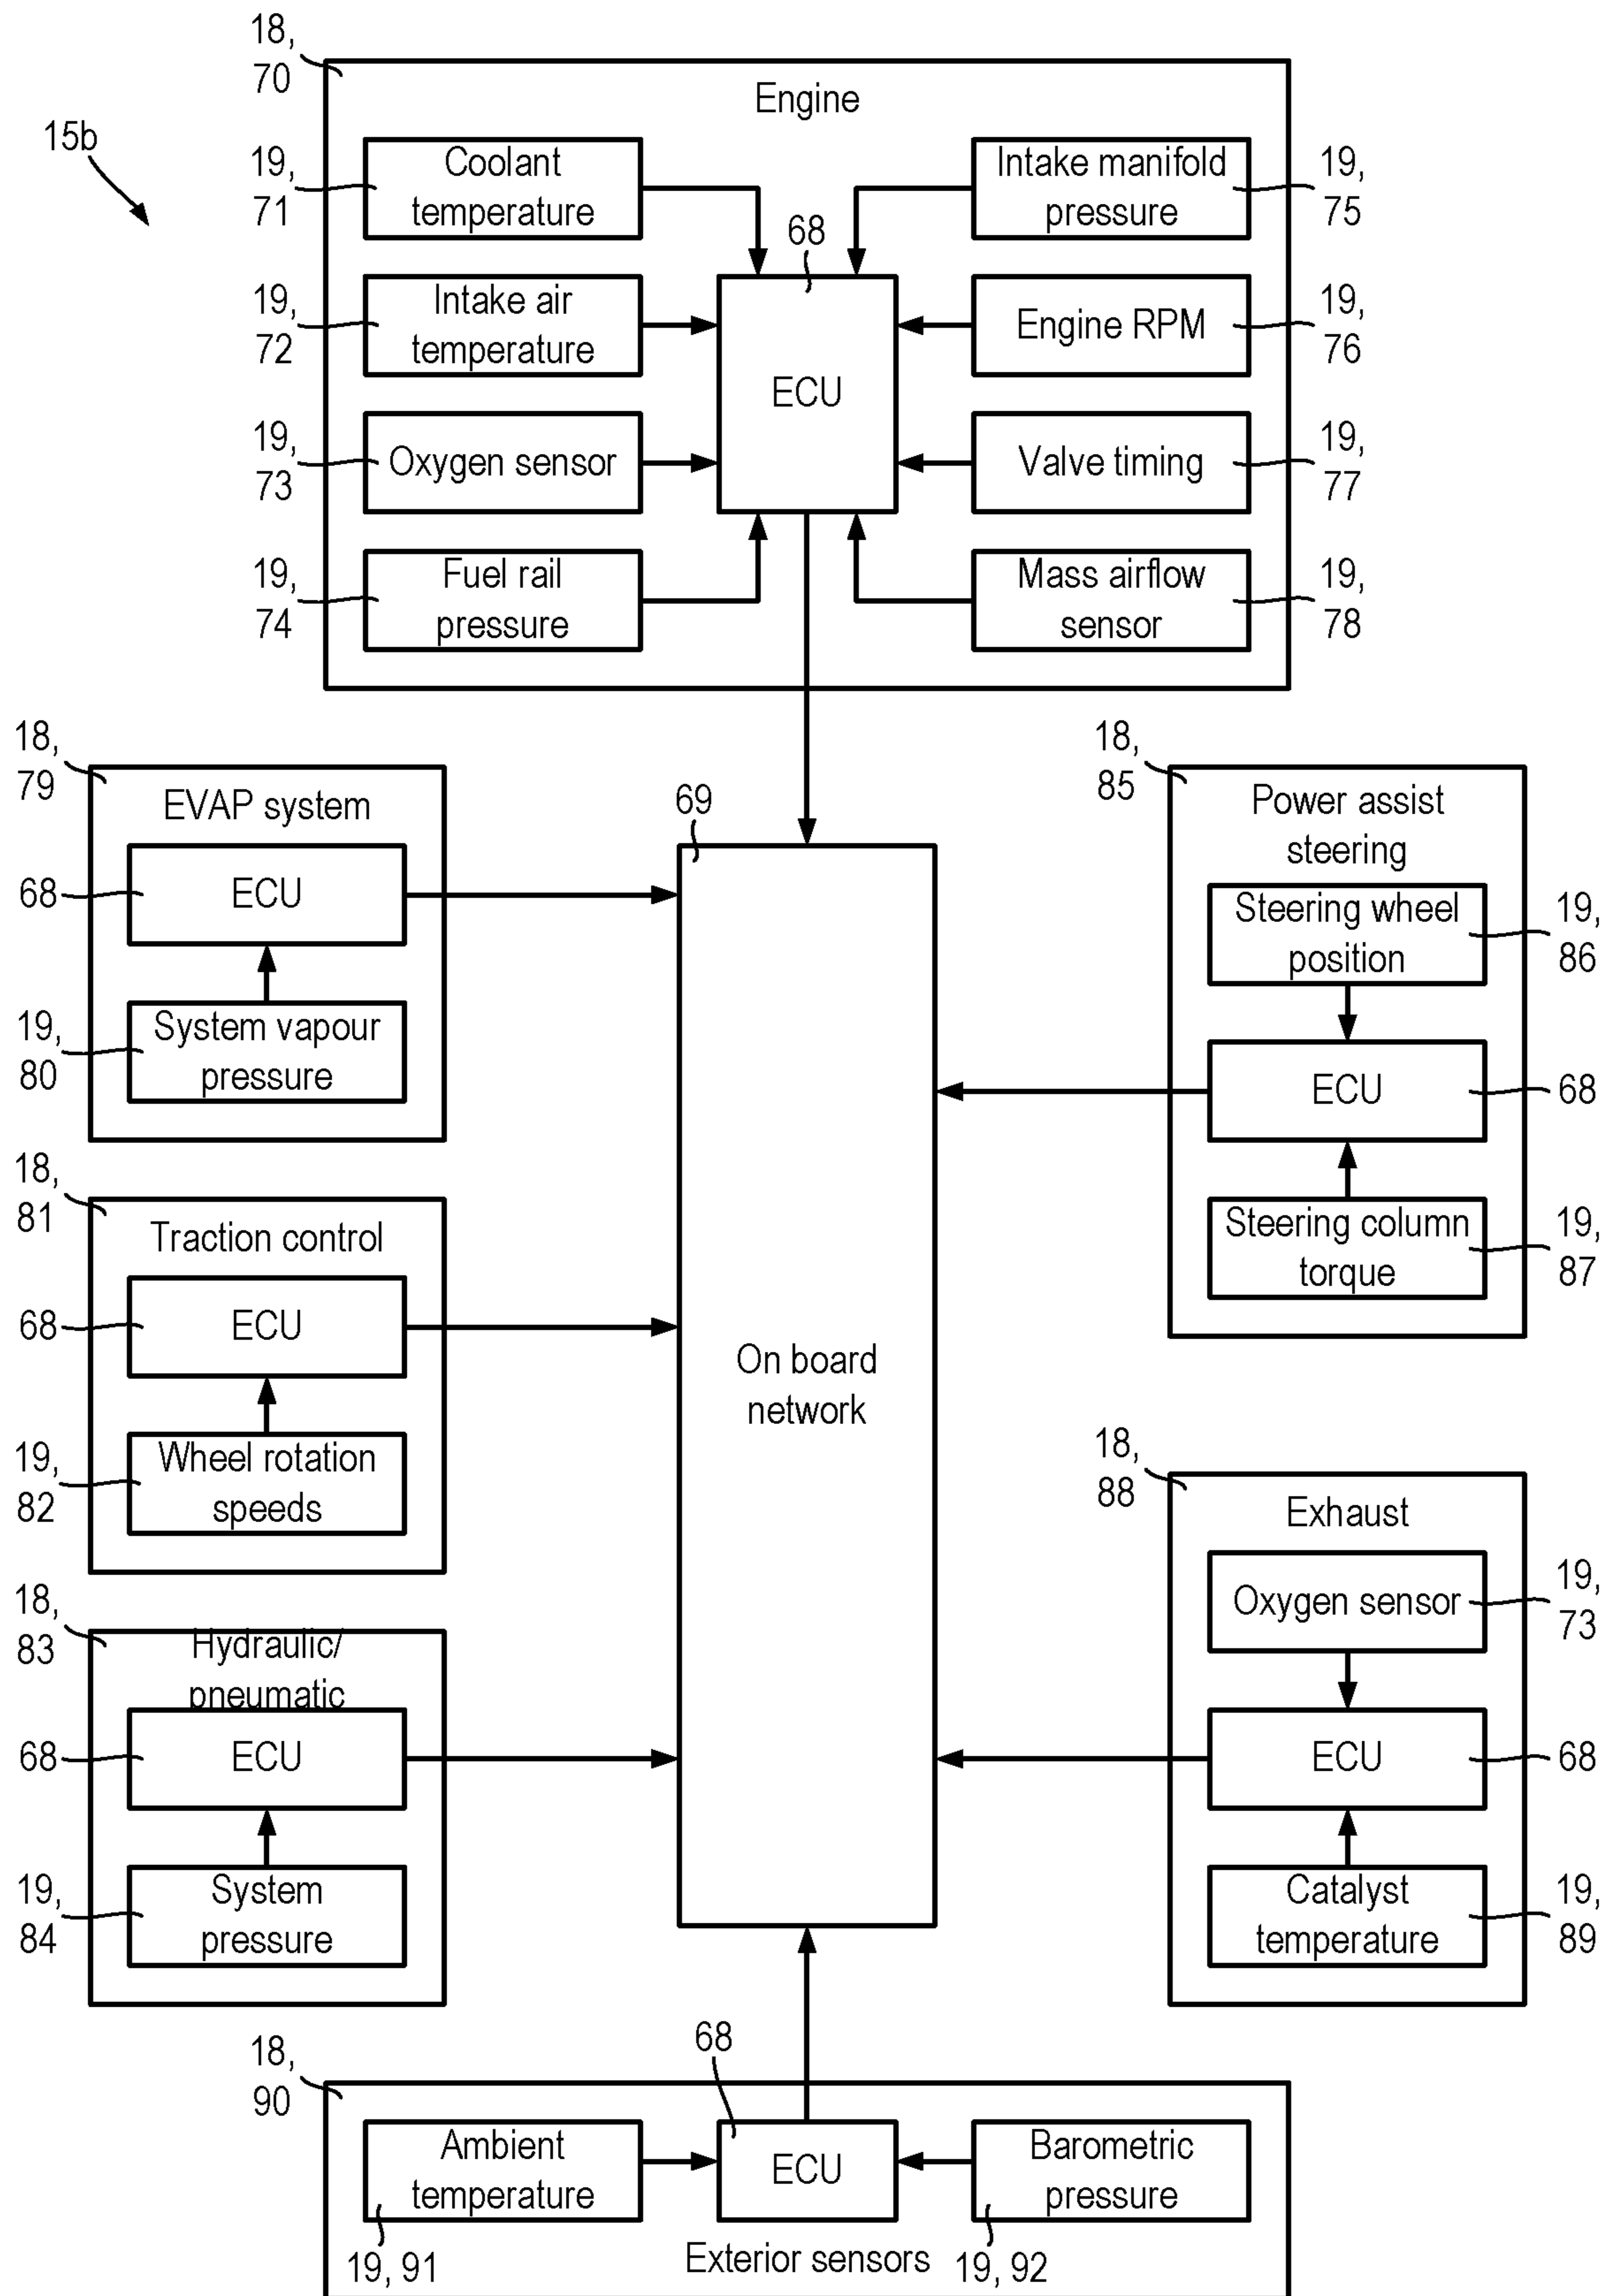 18,
70
Engine
15b
19,
71
Coolant
temperature
Intake manifold
pressure
19,
75
68
19,
72
Intake air
temperature
ECU
Engine RPM
19,
76
19,
73
Oxygen sensor
Valve timing
19,
77
19,
74
Fuel rail
pressure
Mass airflow
sensor
19,
78
18,
79
EVAP system
68
ECU
19,
80
System vapour
pressure
69
On board
network
18,
85
Power assist
steering
Steering wheel
position
19,
86
ECU
68
Steering column
torque
19,
87
18,
81
Traction control
68
ECU
19,
82
Wheel rotation
speeds
18,
83
Hydraulic/
pneumatic
68
ECU
19,
84
System
pressure
18,
88
Exhaust
Oxygen sensor
19,
73
ECU
68
Catalyst
temperature
19,
89
18,
90
68
Ambient
temperature
ECU
Barometric
pressure
19, 91
Exterior sensors
19, 92